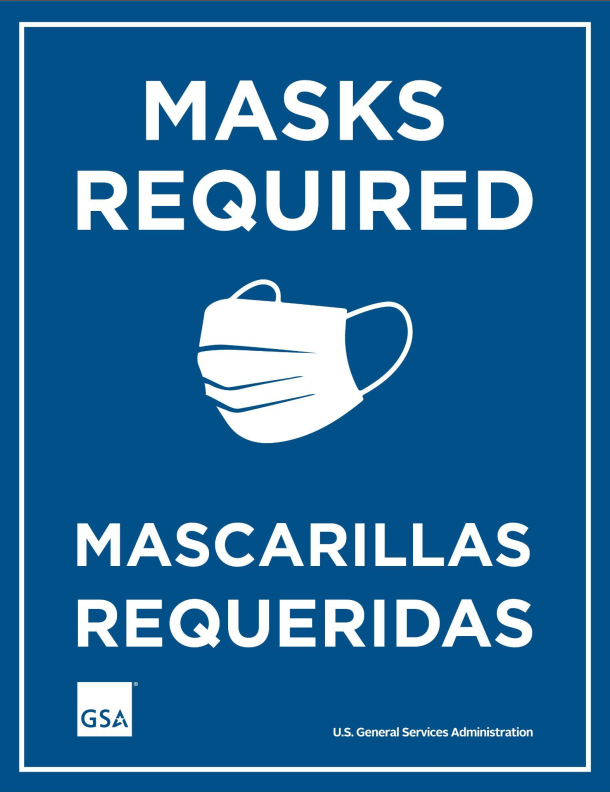 MASKS
REQUIRED
MASCARILLAS
REQUERIDAS
GSA
®
U.S. General Services Administration